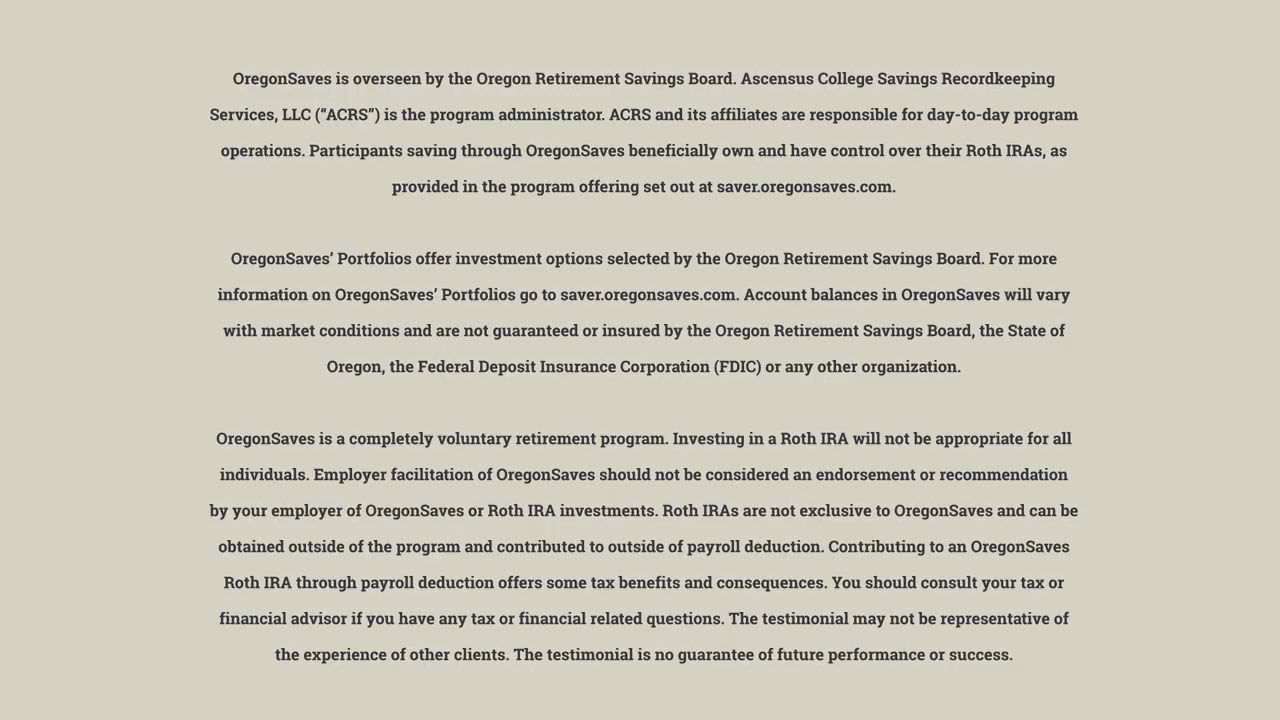 OregonSaves is overseen by the Oregon Retirement Savings Board. Ascensus College Savings Recordkeeping
Services, LLC (“ACRS”) is the program administrator. ACRS and its affiliates are responsible for day-to-day program
operations. Participants saving through OregonSaves beneficially own and have control over their Roth IRAs, as
provided in the program offering set out at saver.oregonsaves.com.
OregonSaves’ Portfolios offer investment options selected by the Oregon Retirement Savings Board. For more
information on OregonSaves’ Portfolios go to saver.oregonsaves.com. Account balances in OregonSaves will vary
with market conditions and are not guaranteed or insured by the Oregon Retirement Savings Board, the State of
Oregon, the Federal Deposit Insurance Corporation (FDIC) or any other organization.
OregonSaves is a completely voluntary retirement program. Investing in a Roth IRA will not be appropriate for all
individuals. Employer facilitation of OregonSaves should not be considered an endorsement or recommendation
by your employer of OregonSaves or Roth IRA investments. Roth IRAs are not exclusive to OregonSaves and can be
obtained outside of the program and contributed to outside of payroll deduction. Contributing to an OregonSaves
Roth IRA through payroll deduction offers some tax benefits and consequences. You should consult your tax or
financial advisor if you have any tax or financial related questions. The testimonial may not be representative of
the experience of other clients. The testimonial is no guarantee of future performance or success.